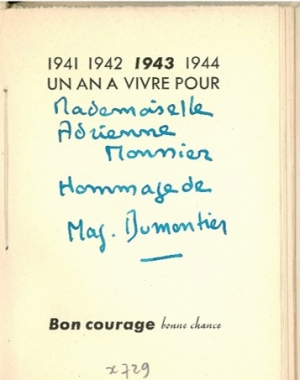 1941 1942 1943 1944
UN AN A VIVRE POUR
Mademoiselle
Adrienne
Monnier
Hommage de
Mag. Dumontier
Bon courage bonne chance
x729